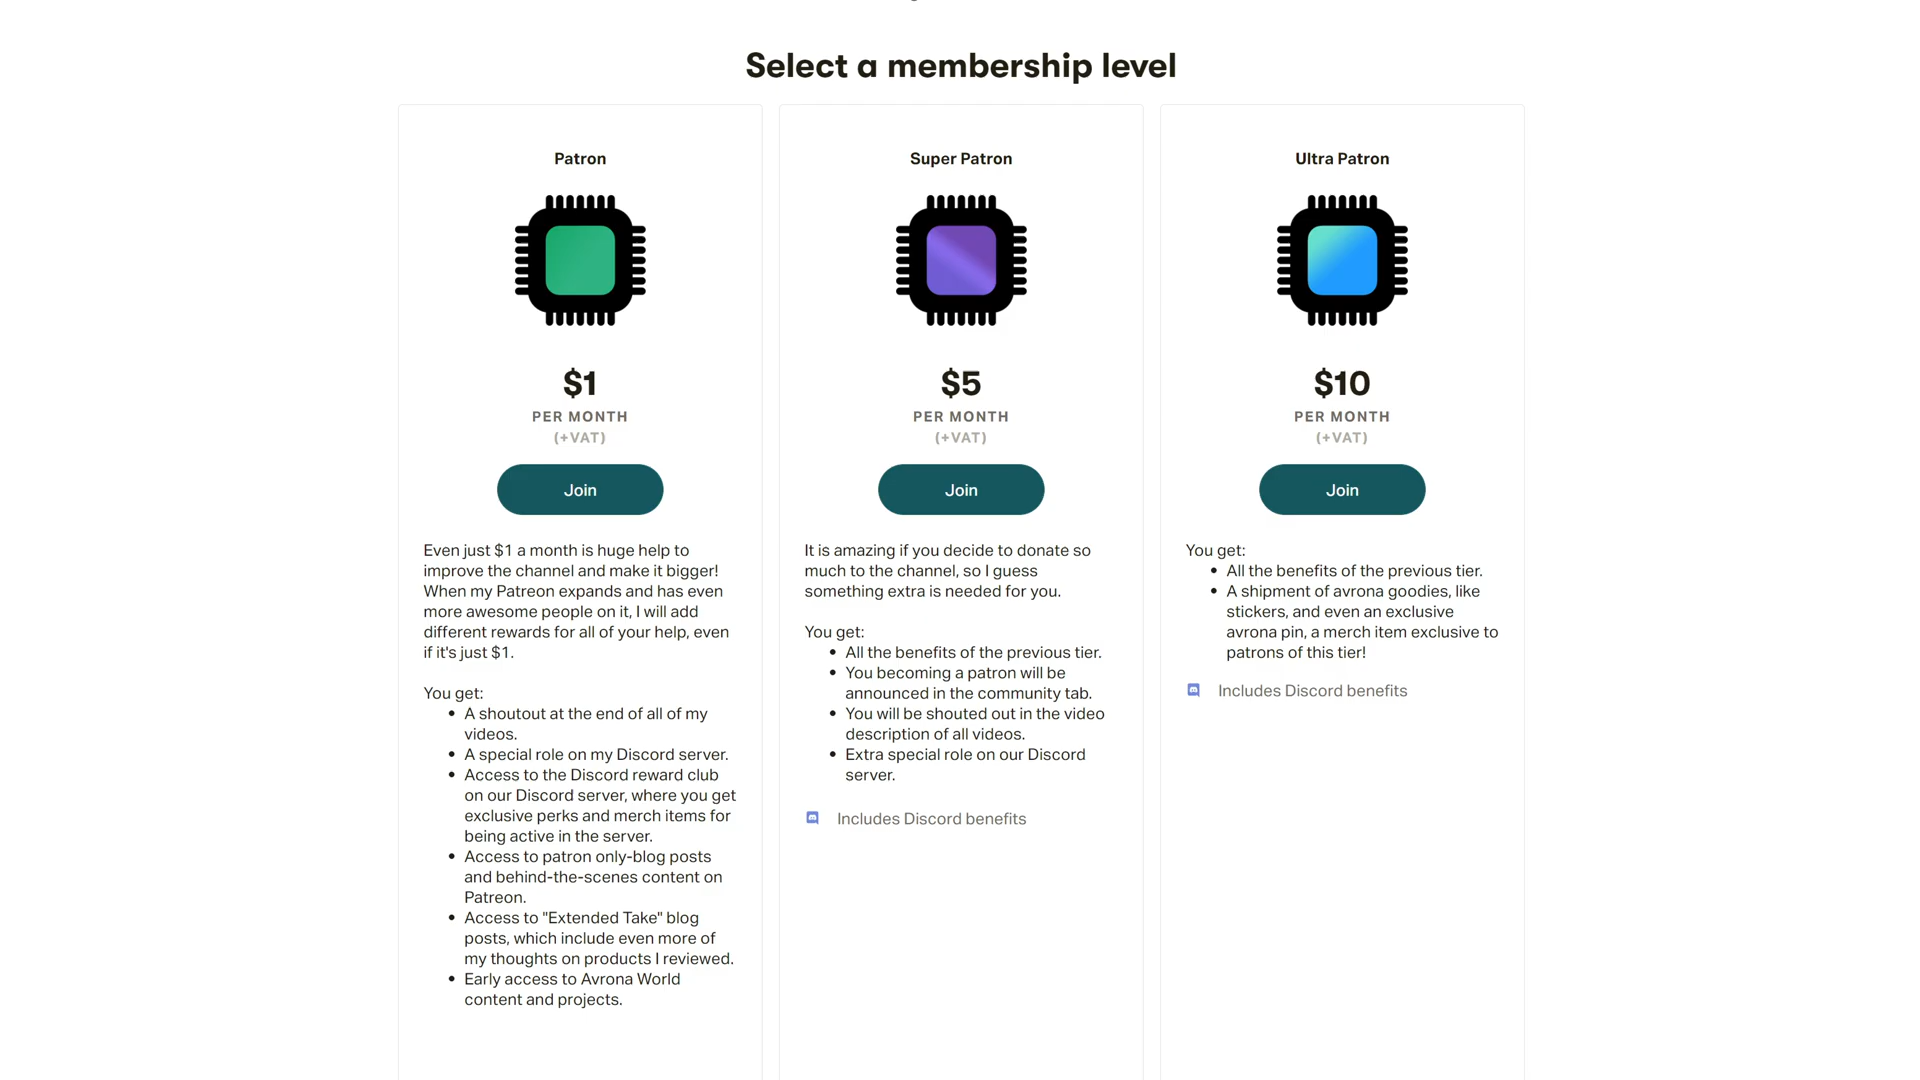 Select a membership level
Patron
$1
PER MONTH
(+VAT)
Join
Even just $1 a month is huge help to
improve the channel and make it bigger!
When my Patreon expands and has even
more awesome people on it, I will add
different rewards for all of your help, even
if it's just $1.
You get:
• A shoutout at the end of all of my
videos.
• A special role on my Discord server.
• Access to the Discord reward club
on our Discord server, where you get
exclusive perks and merch items for
being active in the server.
• Access to patron only-blog posts
and behind-the-scenes content on
Patreon.
• Access to "Extended Take" blog
posts, which include even more of
my thoughts on products I reviewed.
• Early access to Avrona World
content and projects.
Super Patron
$5
PER MONTH
(+VAT)
Join
It is amazing if you decide to donate so
much to the channel, so I guess
something extra is needed for you.
You get:
• All the benefits of the previous tier.
• You becoming a patron will be
announced in the community tab.
• You will be shouted out in the video
description of all videos.
• Extra special role on our Discord
server.
Includes Discord benefits
Ultra Patron
$10
PER MONTH
(+VAT)
Join
You get:
• All the benefits of the previous tier.
• A shipment of avrona goodies, like
stickers, and even an exclusive
avrona pin, a merch item exclusive to
patrons of this tier!
Includes Discord benefits